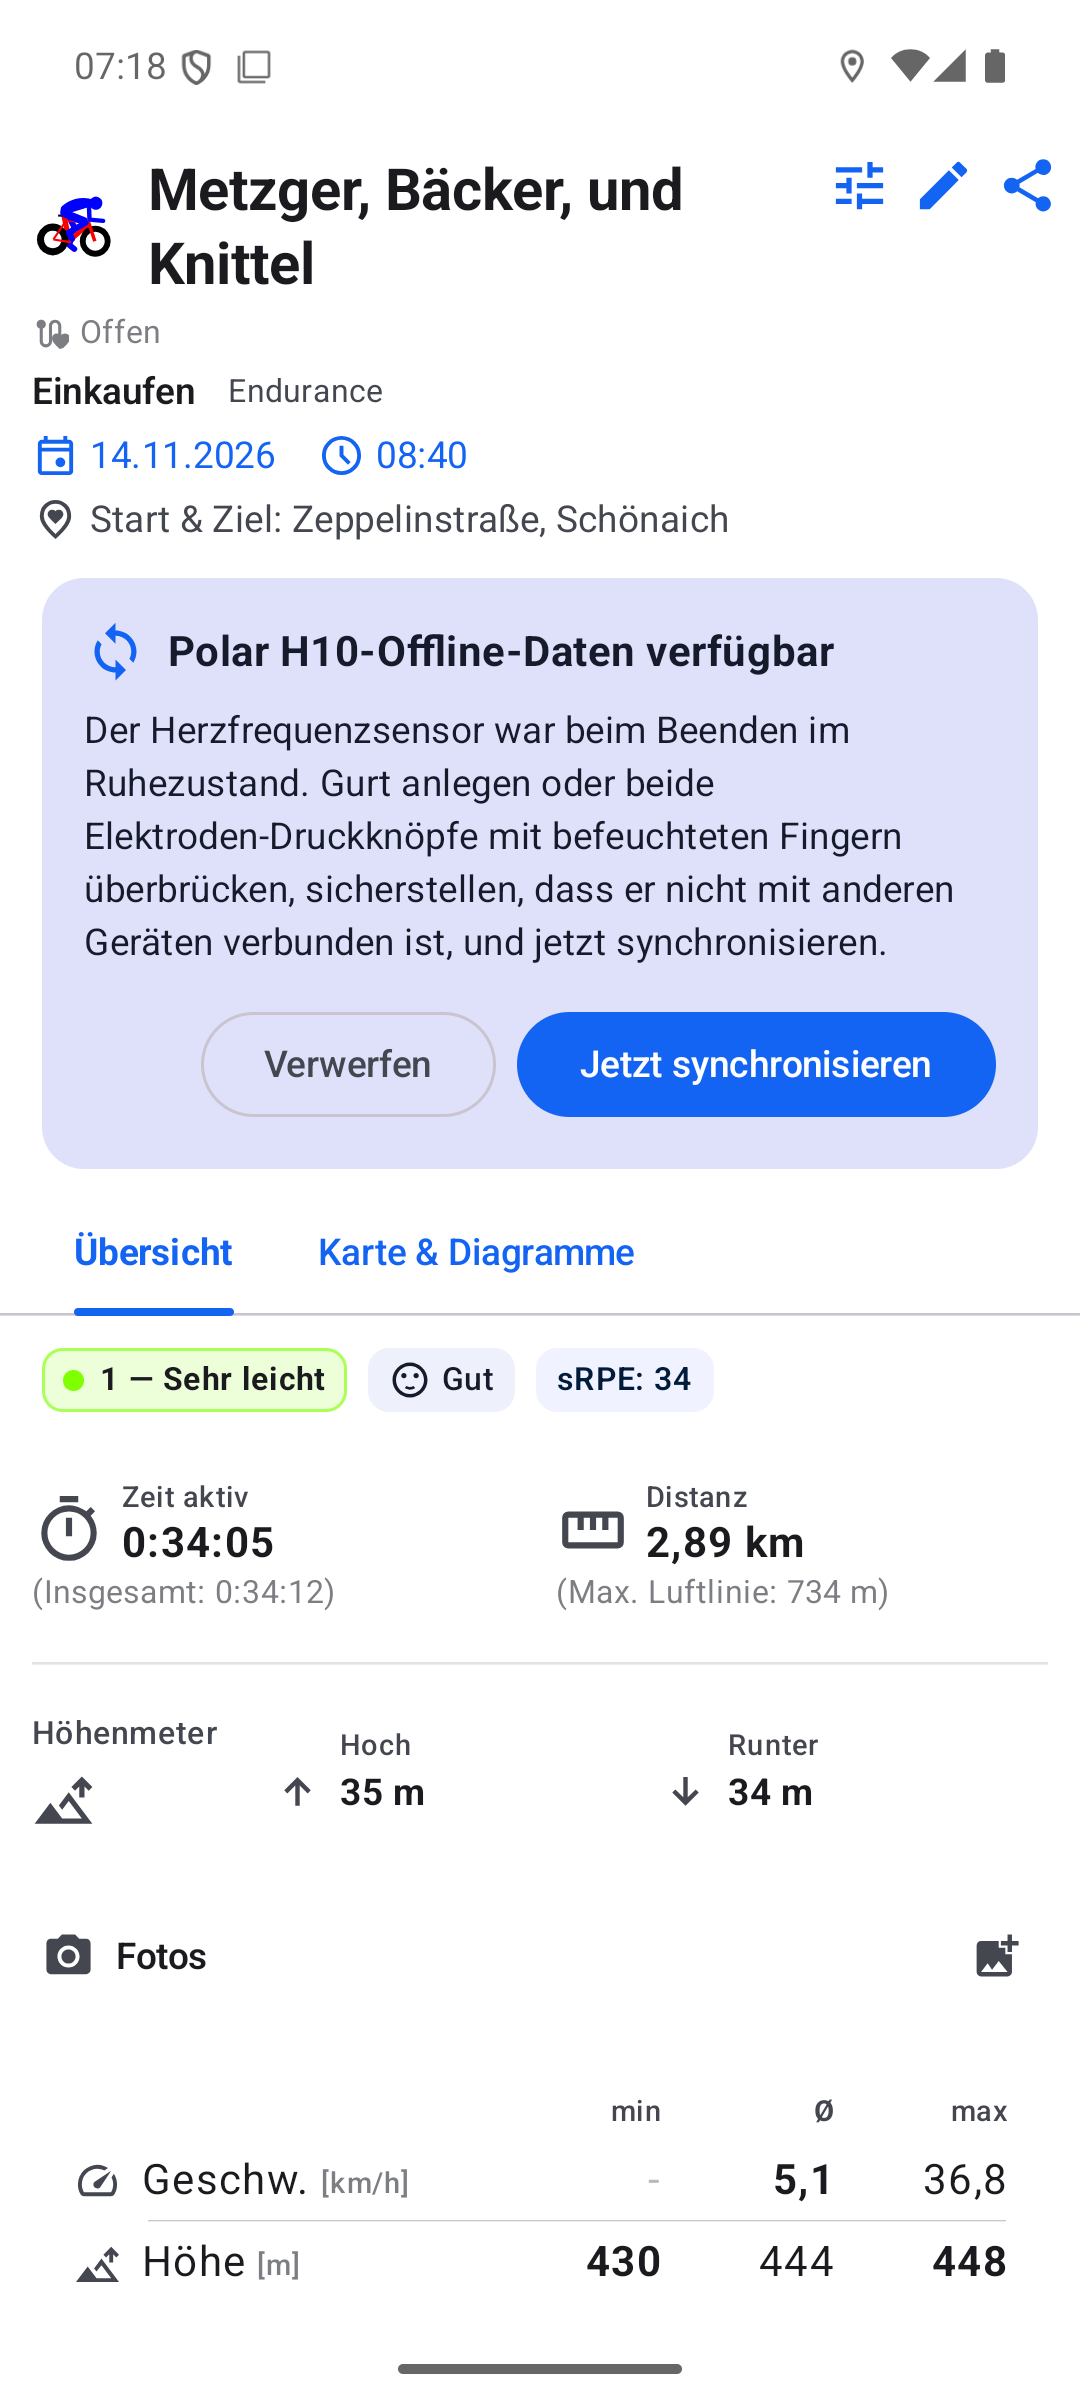 07:18
Metzger, Bäcker, und
Knittel
Offen
Einkaufen Endurance
14.11.2026 08:40
Start & Ziel: Zeppelinstraße, Schönaich
Polar H10-Offline-Daten verfügbar
Der Herzfrequenzsensor war beim Beenden im
Ruhezustand. Gurt anlegen oder beide
Elektroden-Druckknöpfe mit befeuchteten Fingern
überbrücken, sicherstellen, dass er nicht mit anderen
Geräten verbunden ist, und jetzt synchronisieren.
Verwerfen Jetzt synchronisieren
Übersicht Karte & Diagramme
1 — Sehr leicht Gut sRPE: 34
Zeit aktiv Distanz
0:34:05 2,89 km
(Insgesamt: 0:34:12) (Max. Luftlinie: 734 m)
Höhenmeter Hoch Runter
35 m 34 m
Fotos
min Ø max
Geschw. [km/h] - 5,1 36,8
Höhe [m] 430 444 448